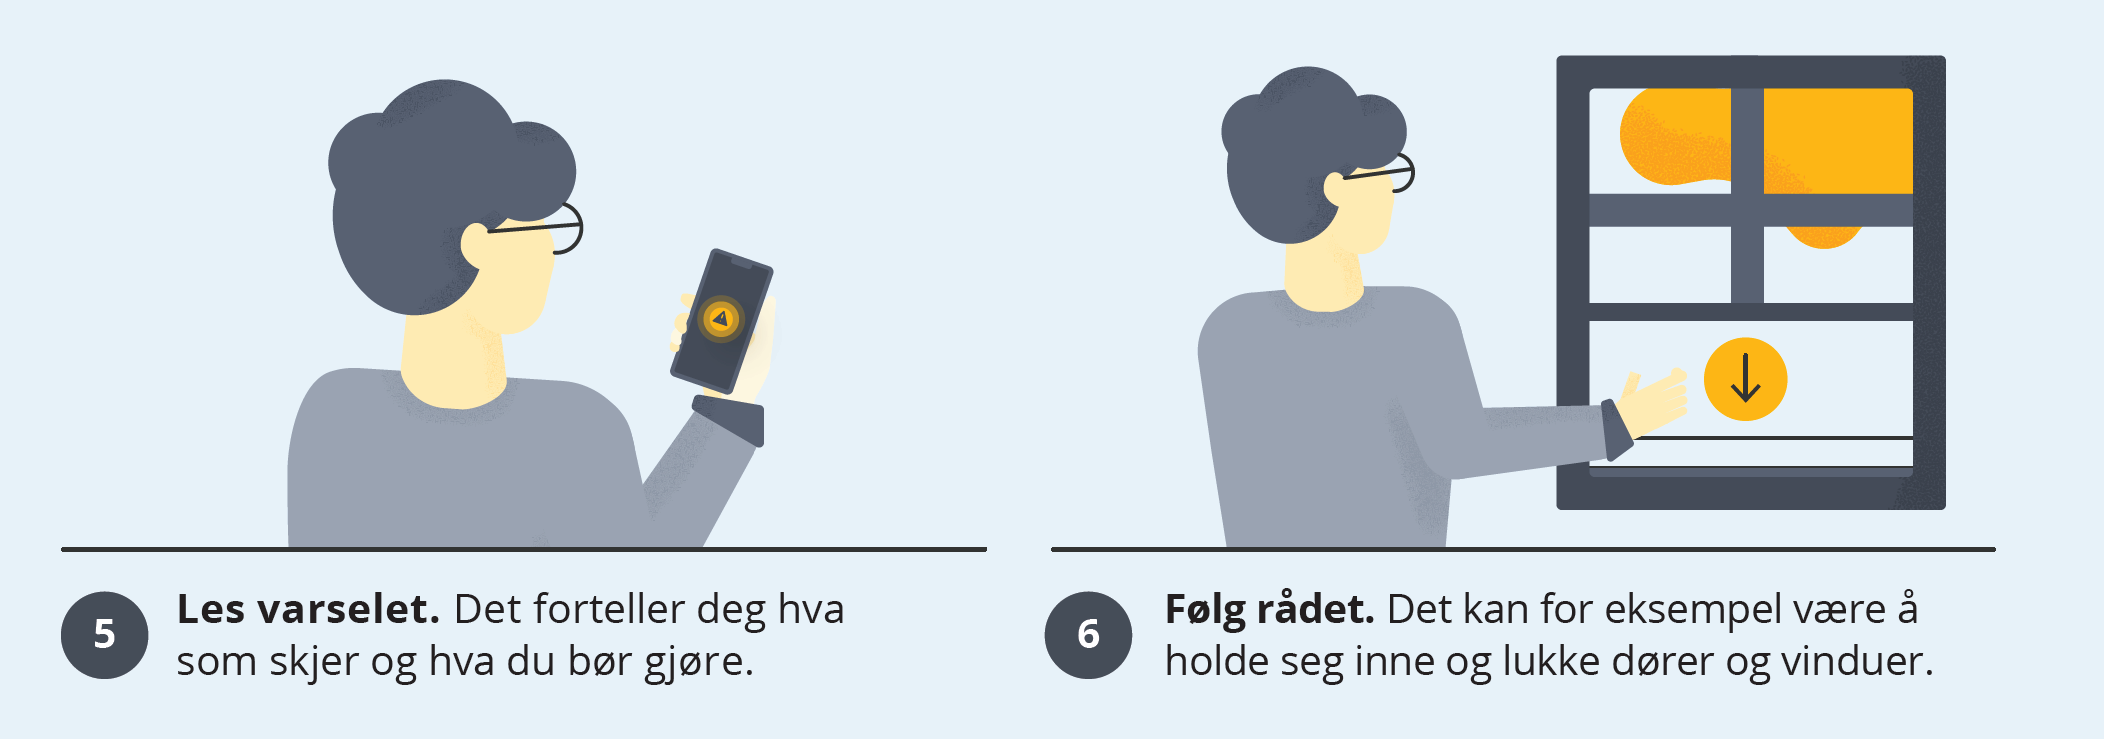 5
Les varselet. Det forteller deg hva
som skjer og hva du bør gjøre.
6
Følg rådet. Det kan for eksempel være å
holde seg inne og lukke dører og vinduer.